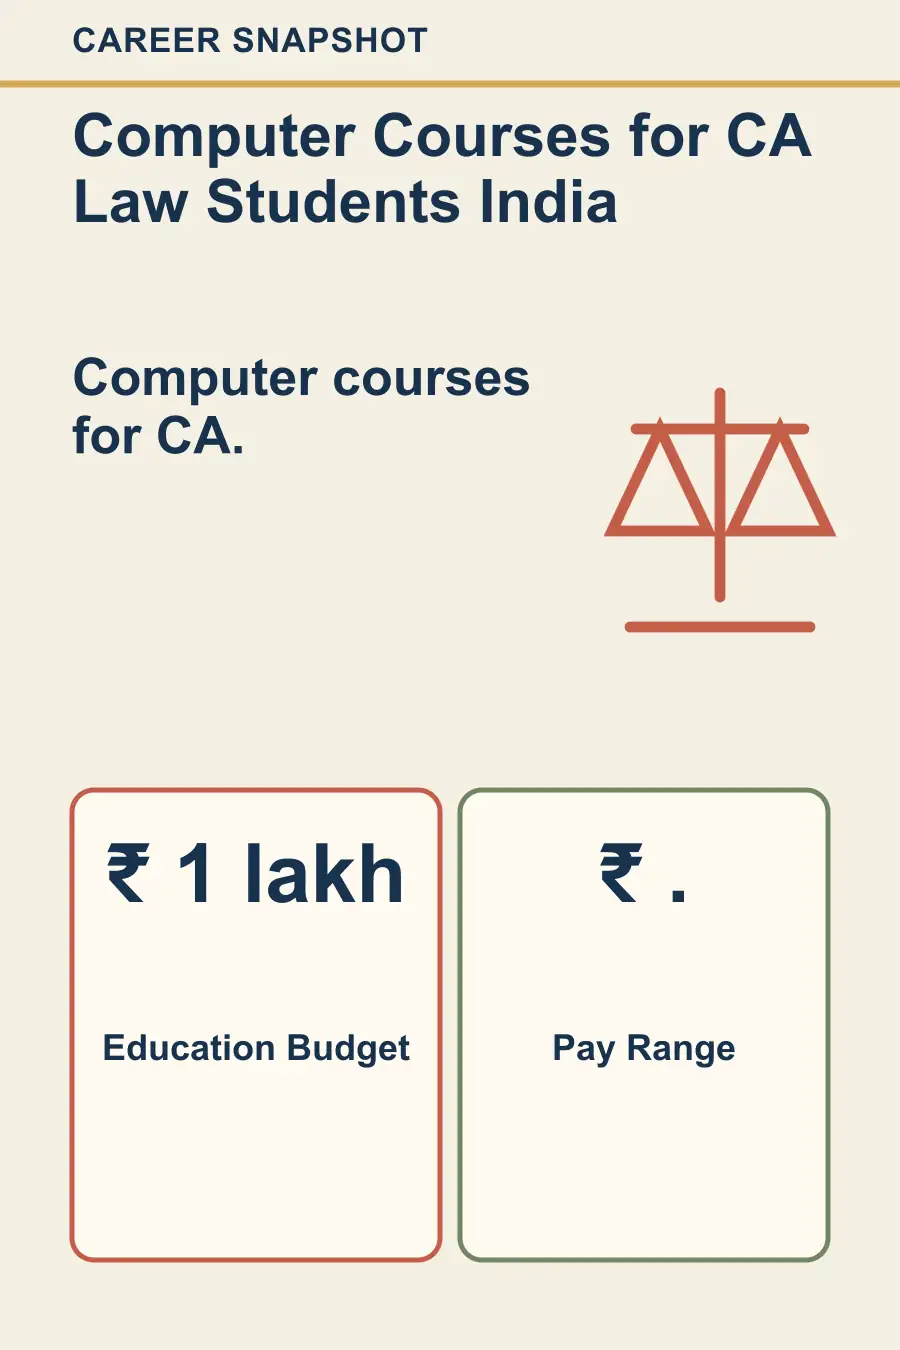 CAREER SNAPSHOT
Computer Courses for CA
Law Students India
Computer courses
for CA.
₹ 1 lakh
Education Budget
₹ .
Pay Range